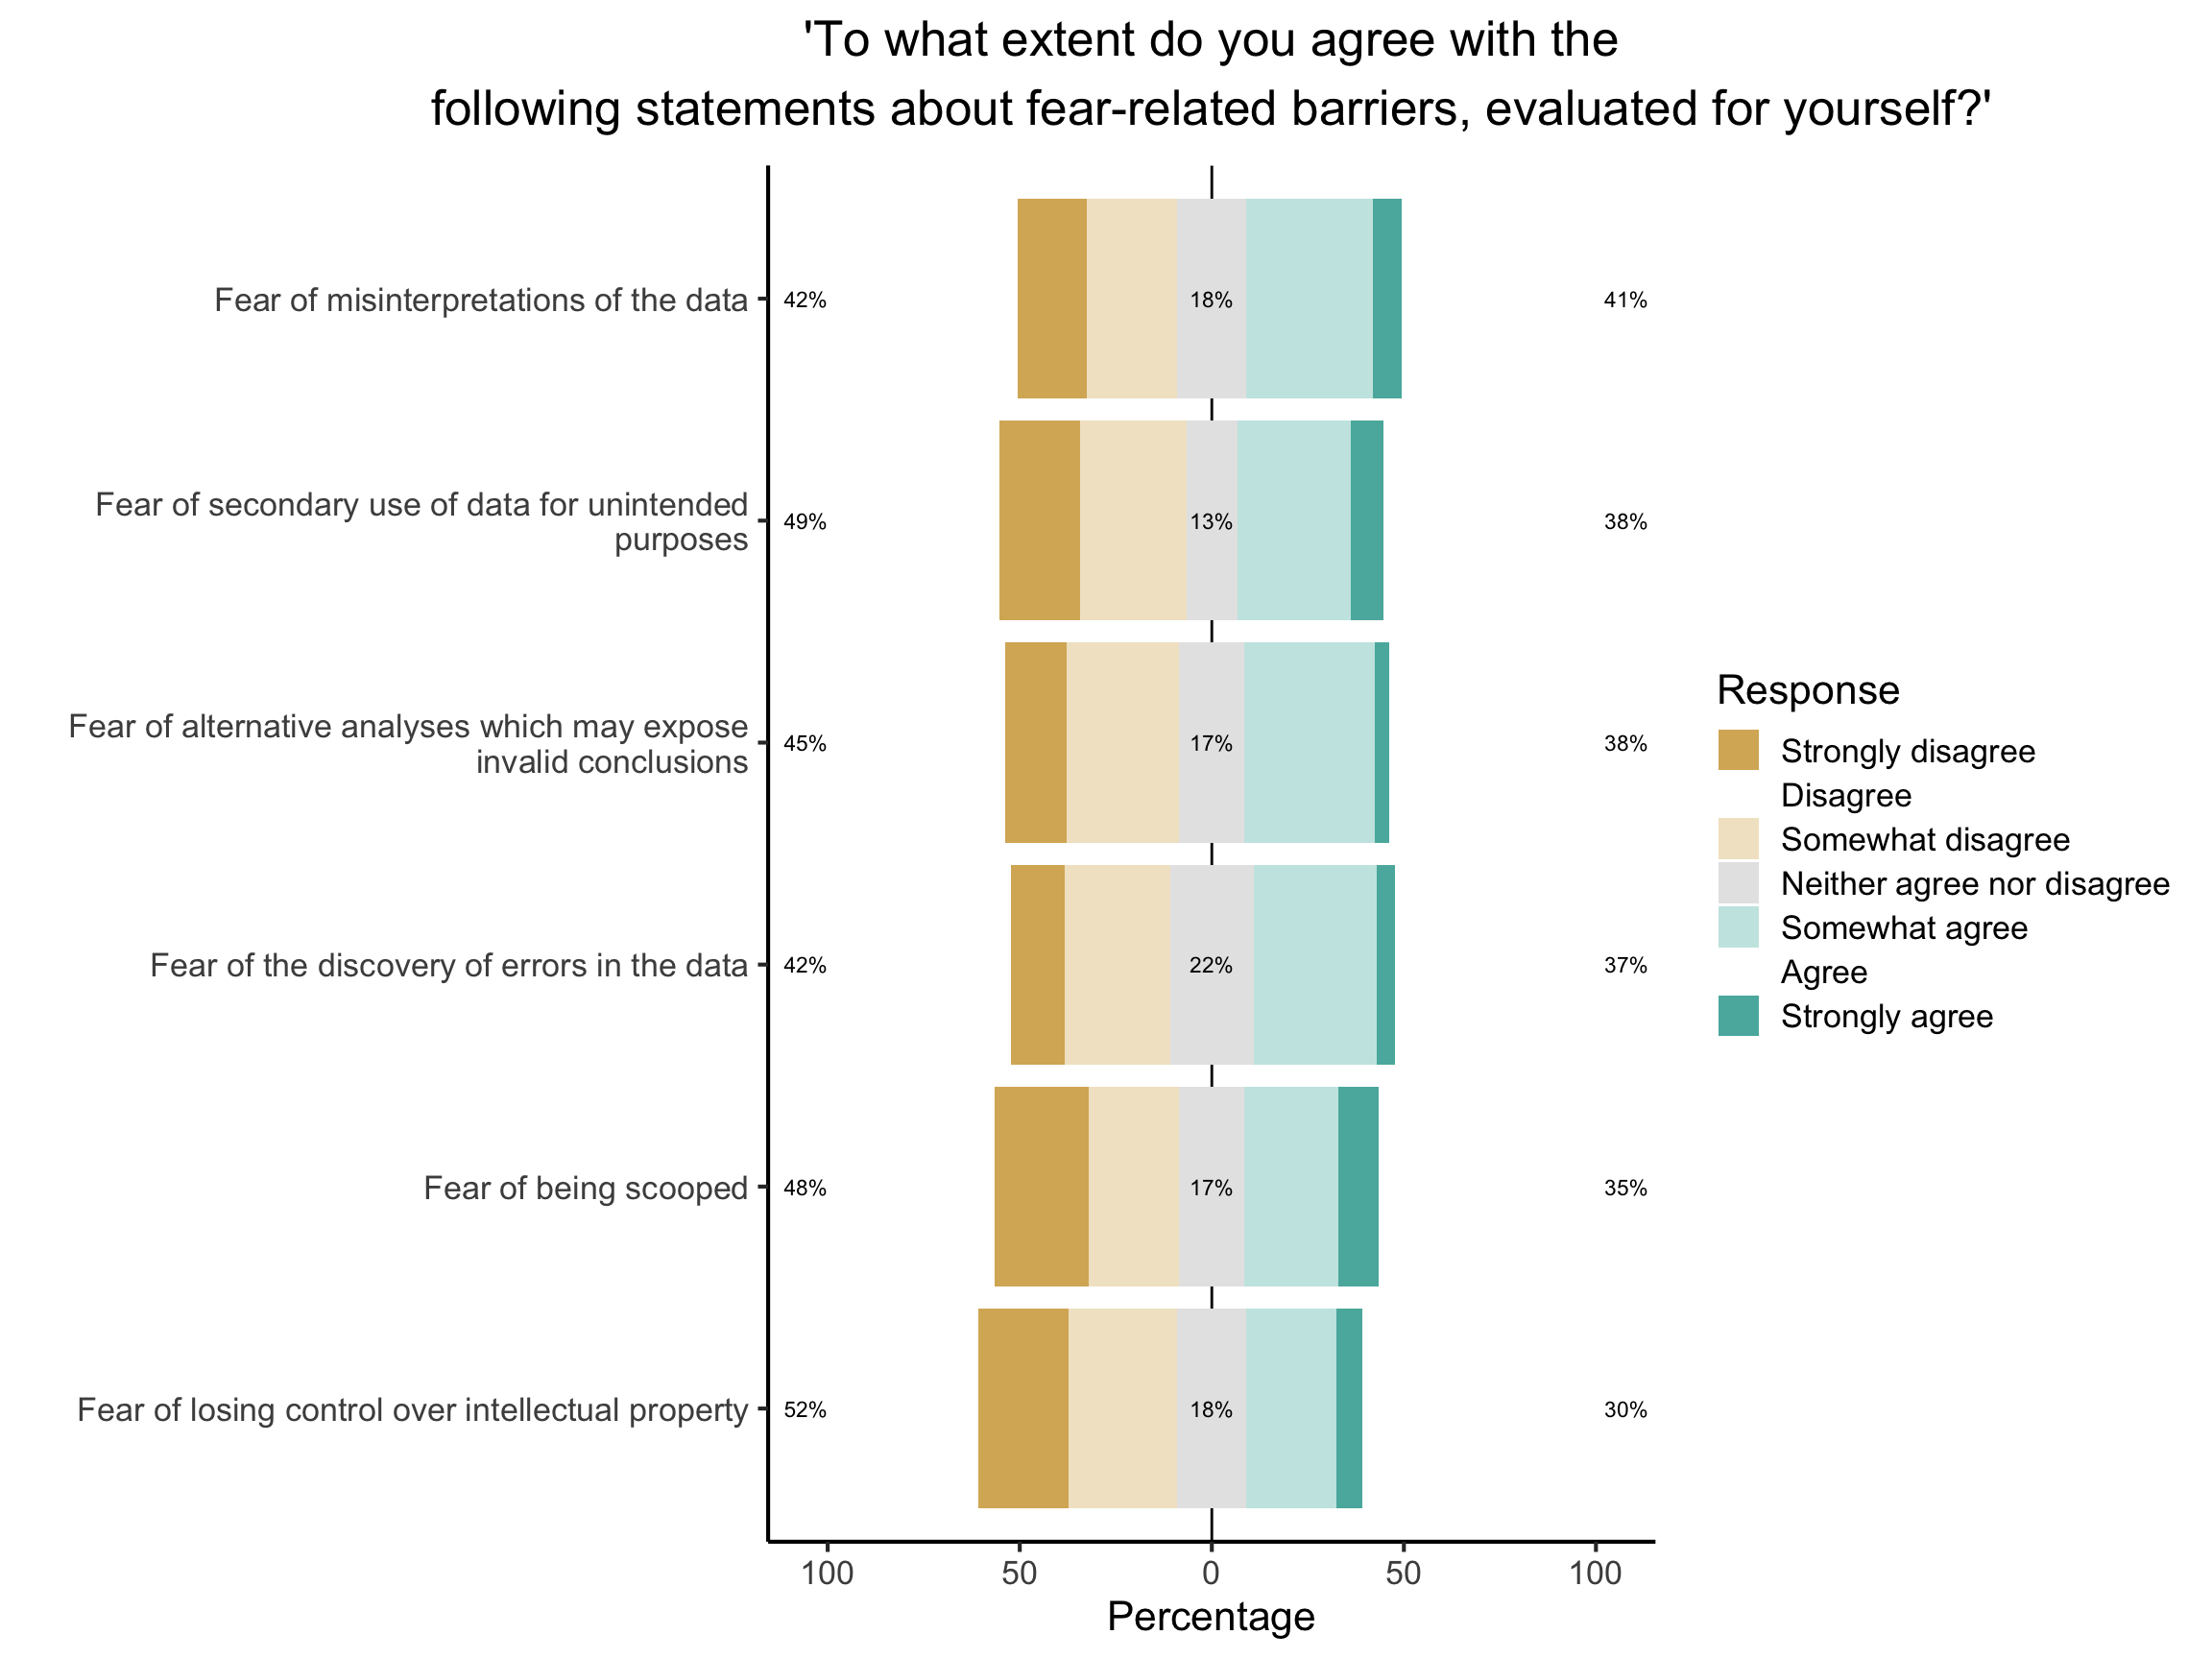 'To what extent do you agree with the
following statements about fear-related barriers, evaluated for yourself?'
Fear of misinterpretations of the data
42%
18%
41%
Fear of secondary use of data for unintended
purposes
49%
13%
38%
Fear of alternative analyses which may expose
invalid conclusions
45%
17%
38%
Fear of the discovery of errors in the data
42%
22%
37%
Fear of being scooped
48%
17%
35%
Fear of losing control over intellectual property
52%
18%
30%
100
50
0
50
100
Percentage
Response
Strongly disagree
Disagree
Somewhat disagree
Neither agree nor disagree
Somewhat agree
Agree
Strongly agree